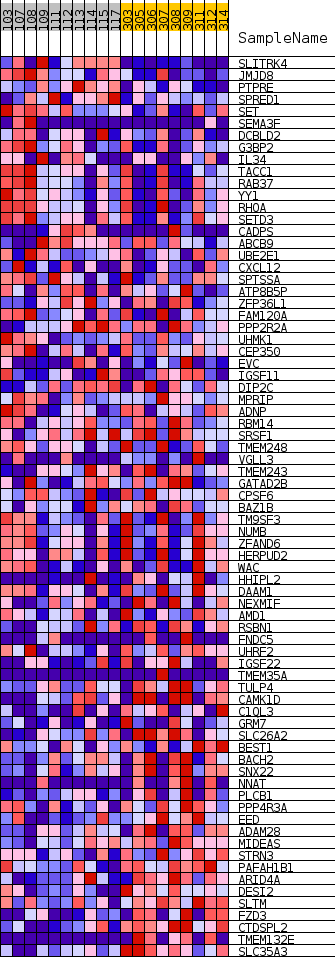 103 107 108 109 111 112 113 114 115 117 303 305 306 307 308 309 311 312 314
SampleName
SLITRK4
JMJD8
PTPRE
SPRED1
SET
SEMA3F
DCBLD2
G3BP2
IL34
TACC1
RAB37
YY1
RHOA
SETD3
CADPS
ABCB9
UBE2E1
CXCL12
SPTSSA
ATP8B5P
ZFP36L1
FAM120A
PPP2R2A
UHMK1
CEP350
EVC
IGSF11
DIP2C
MPRIP
ADNP
RBM14
SRSF1
TMEM248
VGLL3
TMEM243
GATAD2B
CPSF6
BAZ1B
TM9SF3
NUMB
ZFAND6
HERPUD2
WAC
HHIPL2
DAAM1
NEXMIF
AMD1
RSBN1
FNDC5
UHRF2
IGSF22
TMEM35A
TULP4
CAMK1D
C1QL3
GRM7
SLC26A2
BEST1
BACH2
SNX22
NNAT
PLCB1
PPP4R3A
EED
ADAM28
MIDEAS
STRN3
PAFAH1B1
ARID4A
DESI2
SLTM
FZD3
CTDSPL2
TMEM132E
SLC35A3